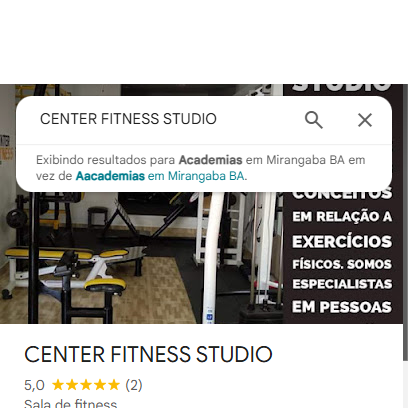 STUDIO
CENTER FITNESS STUDIO
Exibindo resultados para Academias em Mirangaba BA em
vez de Aacademias em Mirangaba BA.
CONCEITOS
EM RELAÇÃO A
EXERCÍCIOS
FÍSICOS. SOMOS
ESPECIALISTAS
EM PESSOAS
CENTER FITNESS STUDIO
5,0 ★★★★★ (2)
Sala de fitness